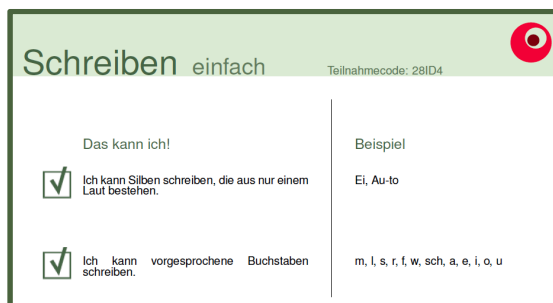 Schreiben einfach
Teilnahmecode: 28ID4
Das kann ich!
Beispiel
Ich kann Silben schreiben, die aus nur einem
Laut bestehen.
Ei, Au-to
Ich kann vorgesprochene Buchstaben
schreiben.
m, l, s, r, f, w, sch, a, e, i, o, u